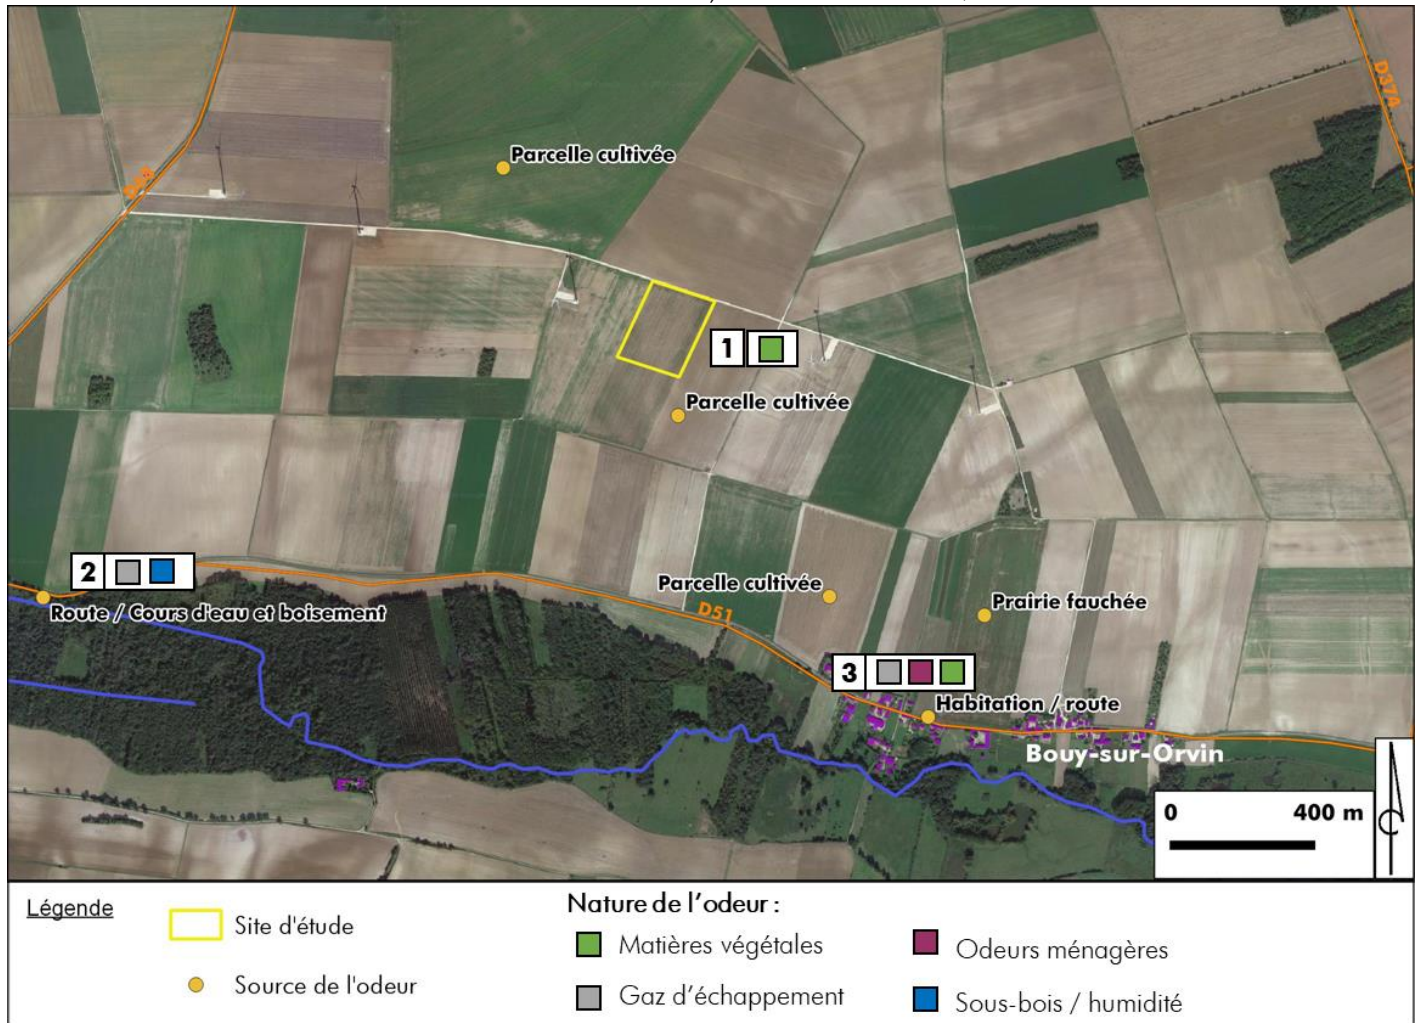 D37A
Parcelle cultivée
1
Parcelle cultivée
2
Route / Cours d'eau et boisement
Parcelle cultivée
D51
Prairie fauchée
3
Habitation / route
Bouy-sur-Orvin
0 400 m
Légende
Site d'étude
Source de l'odeur
Nature de l'odeur :
Matières végétales
Odeurs ménagères
Gaz d'échappement
Sous-bois / humidité